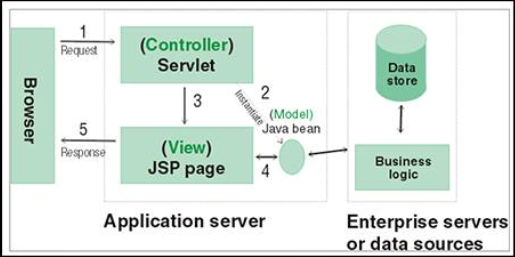 1
Request
Browser
5
Response
(Controller)
Servlet
3
2
Instantiate
(Model)
Java bean
(View)
JSP page
4
Application server
Data
store
Business
logic
Enterprise servers
or data sources